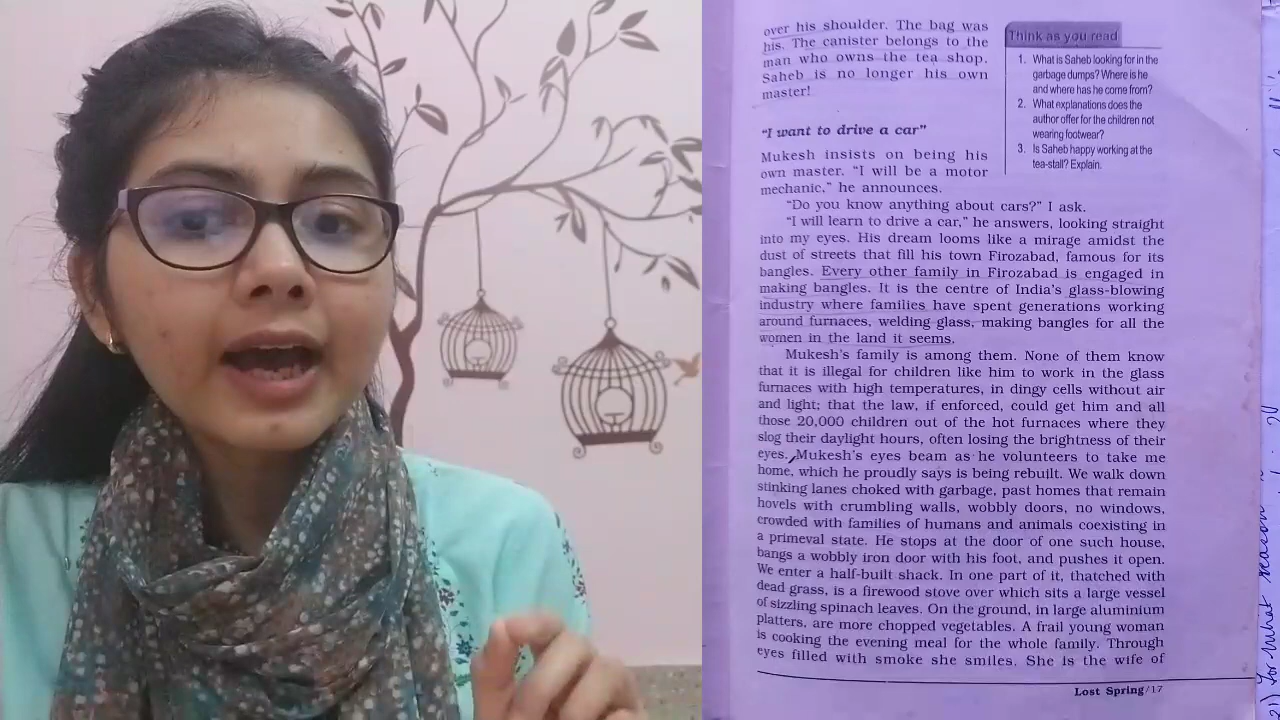 over his shoulder. The bag was
his. The canister belongs to the
man who owns the tea shop.
Saheb is no longer his own
master!
Think as you read
1. What is Saheb looking for in the
garbage dumps? Where is he
and where has he come from?
2. What explanations does the
author offer for the children not
wearing footwear?
3. Is Saheb happy working at the
tea-stall? Explain.
"I want to drive a car"
Mukesh insists on being his
own master. "I will be a motor
mechanic," he announces.
"Do you know anything about cars?" I ask.
"I will learn to drive a car," he answers, looking straight
into my eyes. His dream looms like a mirage amidst the
dust of streets that fill his town Firozabad, famous for its
bangles. Every other family in Firozabad is engaged in
making bangles. It is the centre of India's glass-blowing
industry where families have spent generations working
around furnaces, welding glass, making bangles for all the
women in the land it seems.
Mukesh's family is among them. None of them know
that it is illegal for children like him to work in the glass
furnaces with high temperatures, in dingy cells without air
and light; that the law, if enforced, could get him and all
those 20,000 children out of the hot furnaces where they
slog their daylight hours, often losing the brightness of their
eyes. Mukesh's eyes beam as he volunteers to take me
home, which he proudly says is being rebuilt. We walk down
stinking lanes choked with garbage, past homes that remain
hovels with crumbling walls, wobbly doors, no windows,
crowded with families of humans and animals coexisting in
a primeval state. He stops at the door of one such house,
bangs a wobbly iron door with his foot, and pushes it open.
We enter a half-built shack. In one part of it, thatched with
dead grass, is a firewood stove over which sits a large vessel
of sizzling spinach leaves. On the ground, in large aluminium
platters, are more chopped vegetables. A frail young woman
is cooking the evening meal for the whole family. Through
eyes filled with smoke she smiles. She is the wife of
Lost Spring/17
For what reason